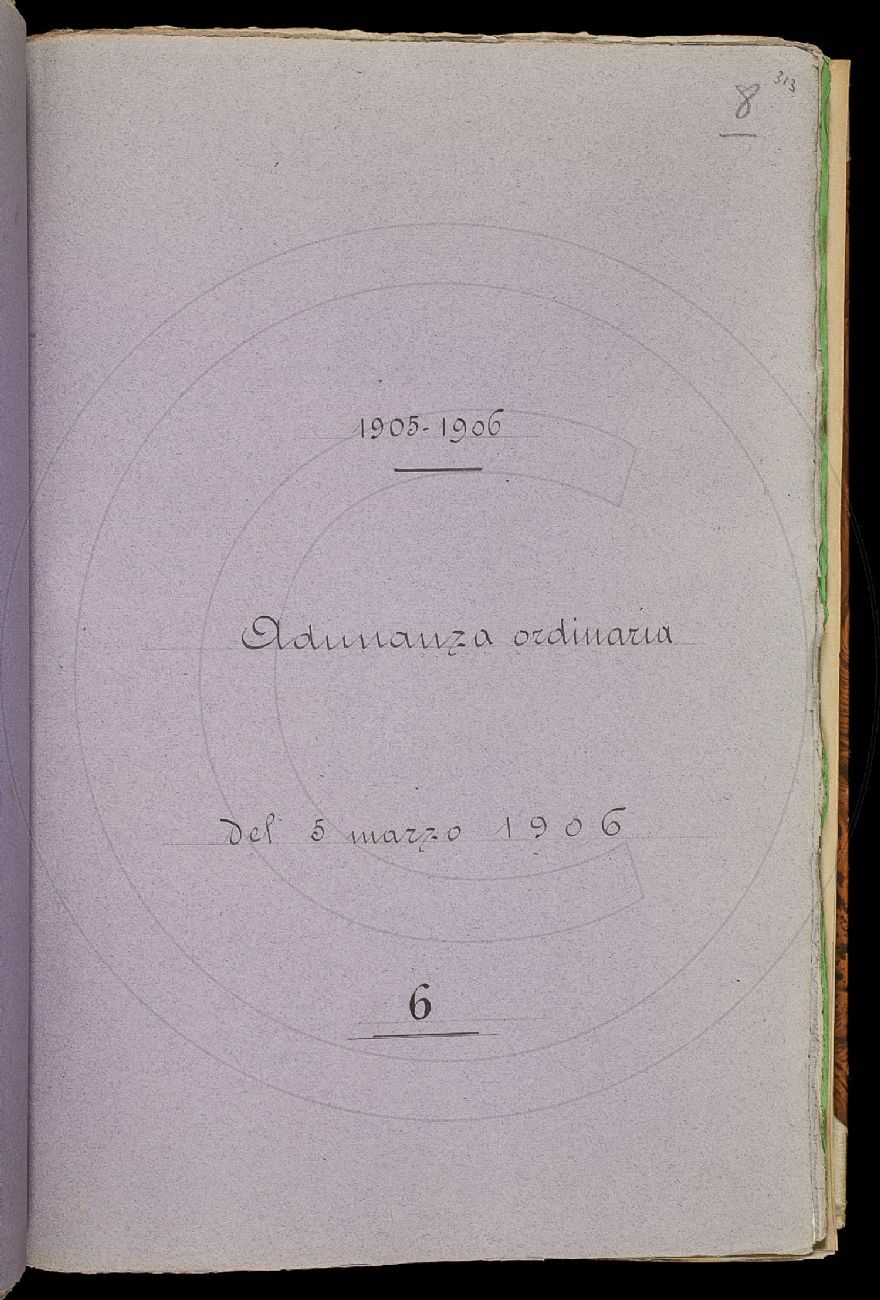 313
8
1905-1906
Adunanza ordinaria
del 5 marzo 1906
6